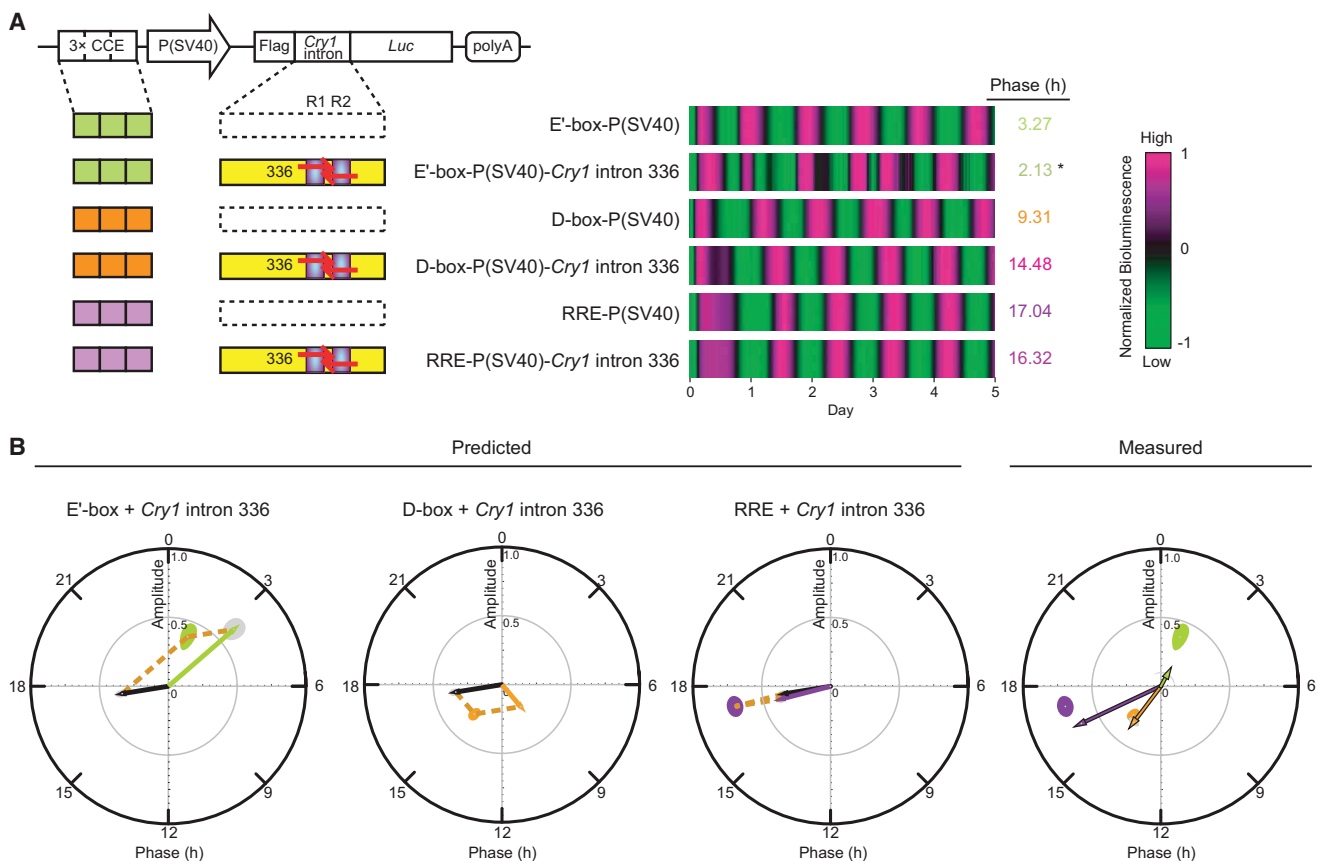 A
3× CCE
P(SV40)
Flag
Cry1
intron
Luc
polyA
R1 R2
Phase (h)
E'-box-P(SV40)
3.27
336
E'-box-P(SV40)-Cry1 intron 336
2.13 *
D-box-P(SV40)
9.31
336
D-box-P(SV40)-Cry1 intron 336
14.48
RRE-P(SV40)
17.04
336
RRE-P(SV40)-Cry1 intron 336
16.32
0 1 2 3 4 5
Day
High
1
0
-1
Low
Normalized Bioluminescence
B
Predicted
Measured
E'-box + Cry1 intron 336
0
3
6
9
12
15
18
21
1.0
0.5
0
Amplitude
Phase (h)
D-box + Cry1 intron 336
0
3
6
9
12
15
18
21
1.0
0.5
0
Amplitude
Phase (h)
RRE + Cry1 intron 336
0
3
6
9
12
15
18
21
1.0
0.5
0
Amplitude
Phase (h)
0
3
6
9
12
15
18
21
1.0
0.5
0
Amplitude
Phase (h)